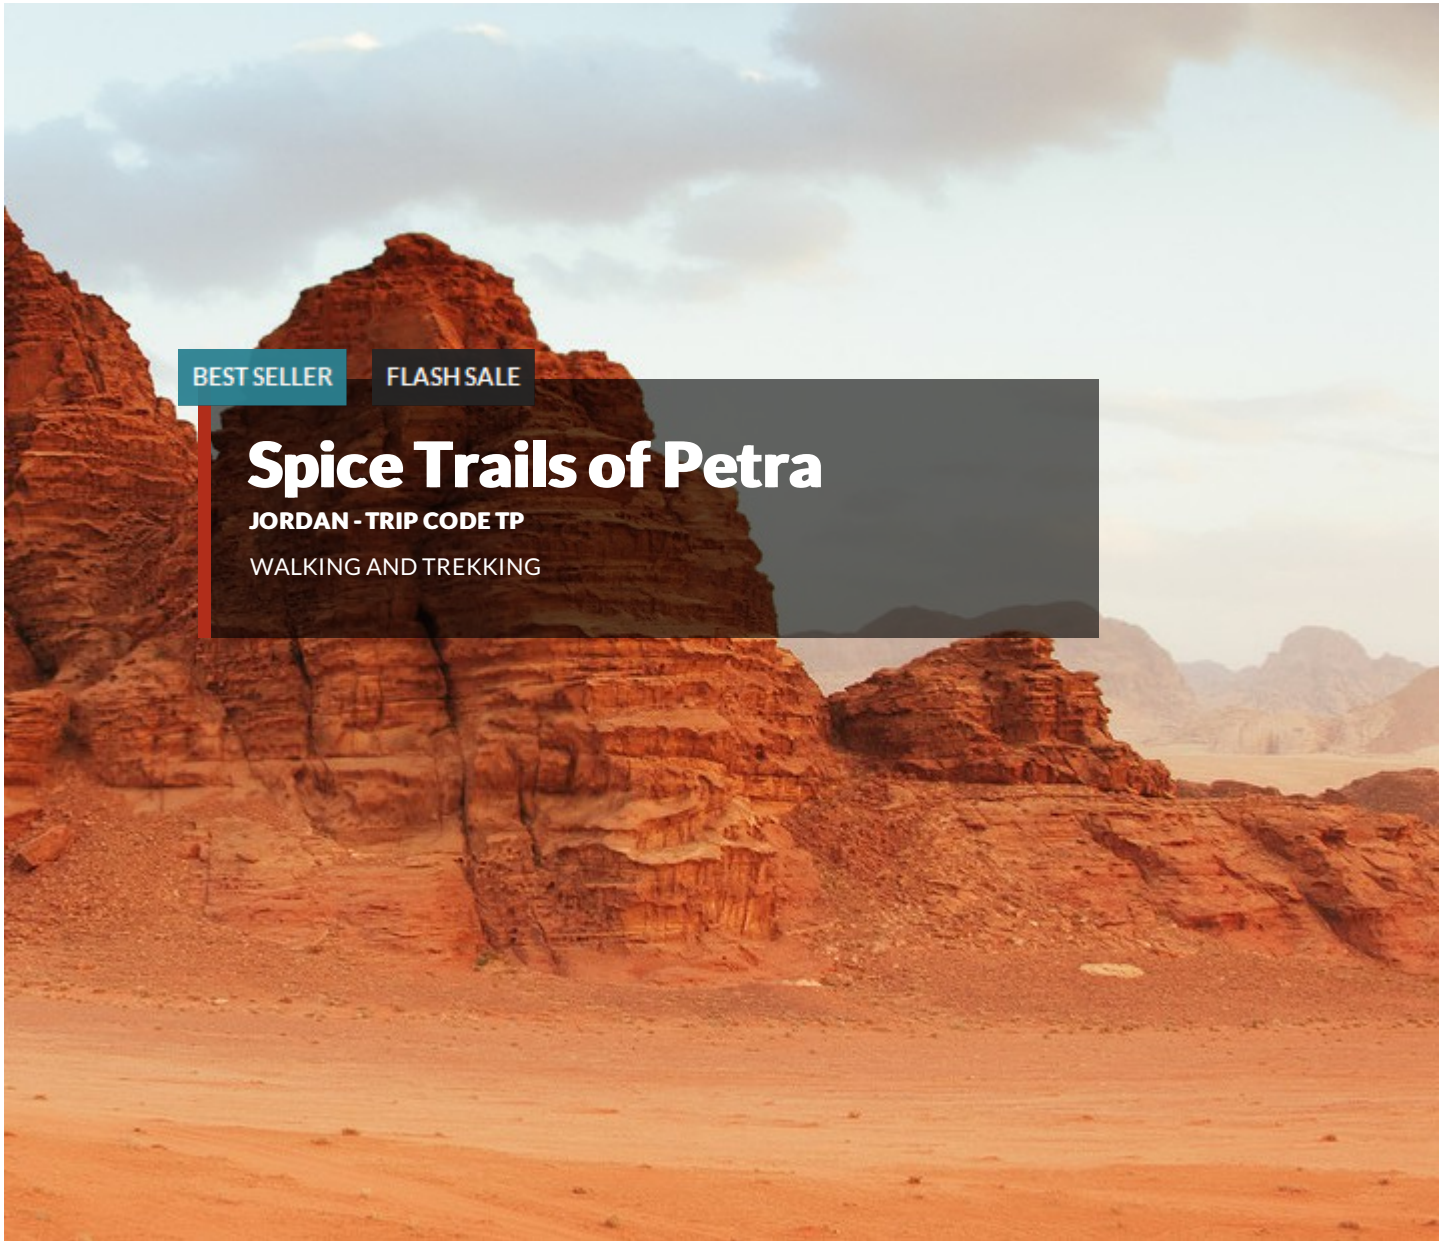 BEST SELLER FLASH SALE
Spice Trails of Petra
JORDAN - TRIP CODE TP
WALKING AND TREKKING